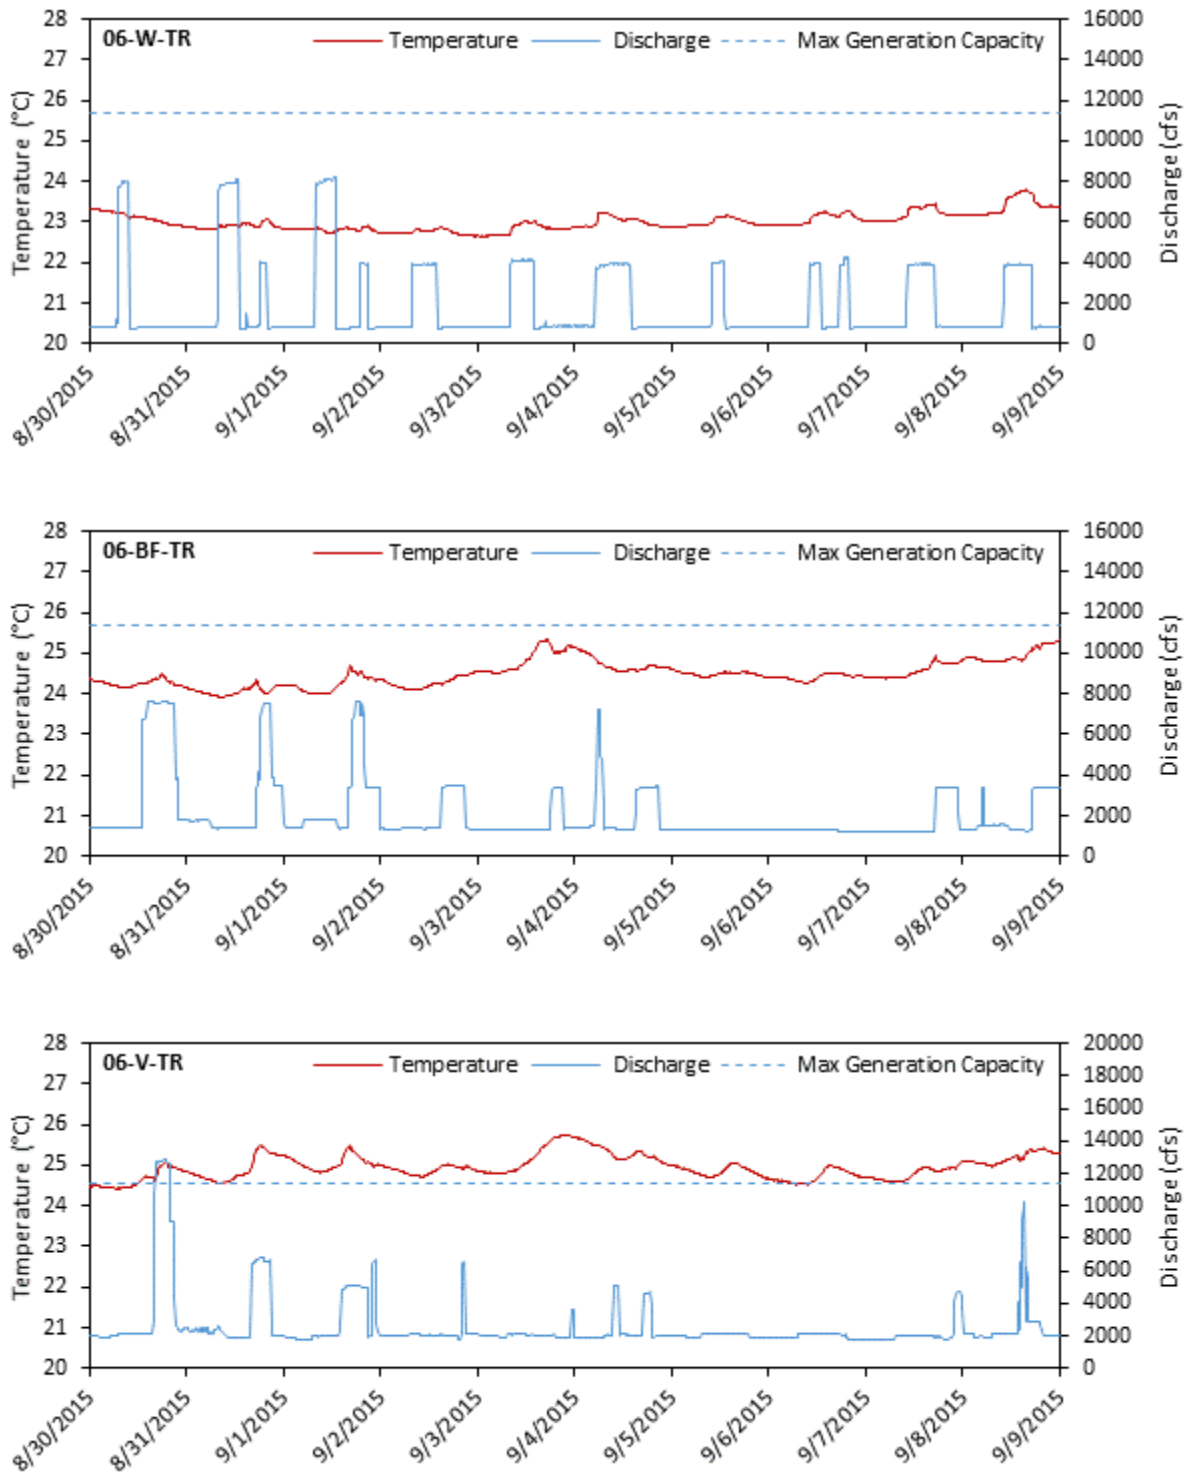 28 16000
06-W-TR Temperature Discharge Max Generation Capacity
27 14000
26 12000
25 10000
24 8000
23 6000
22 4000
21 2000
20 0
Temperature (°C)
Discharge (cfs)
8/30/2015 8/31/2015 9/1/2015 9/2/2015 9/3/2015 9/4/2015 9/5/2015 9/6/2015 9/7/2015 9/8/2015 9/9/2015
28 16000
06-BF-TR Temperature Discharge Max Generation Capacity
27 14000
26 12000
25 10000
24 8000
23 6000
22 4000
21 2000
20 0
Temperature (°C)
Discharge (cfs)
8/30/2015 8/31/2015 9/1/2015 9/2/2015 9/3/2015 9/4/2015 9/5/2015 9/6/2015 9/7/2015 9/8/2015 9/9/2015
28 20000
06-V-TR Temperature Discharge Max Generation Capacity
27 18000
26 16000
25 14000
24 12000
23 10000
22 8000
21 6000
20 4000
2000
0
Temperature (°C)
Discharge (cfs)
8/30/2015 8/31/2015 9/1/2015 9/2/2015 9/3/2015 9/4/2015 9/5/2015 9/6/2015 9/7/2015 9/8/2015 9/9/2015